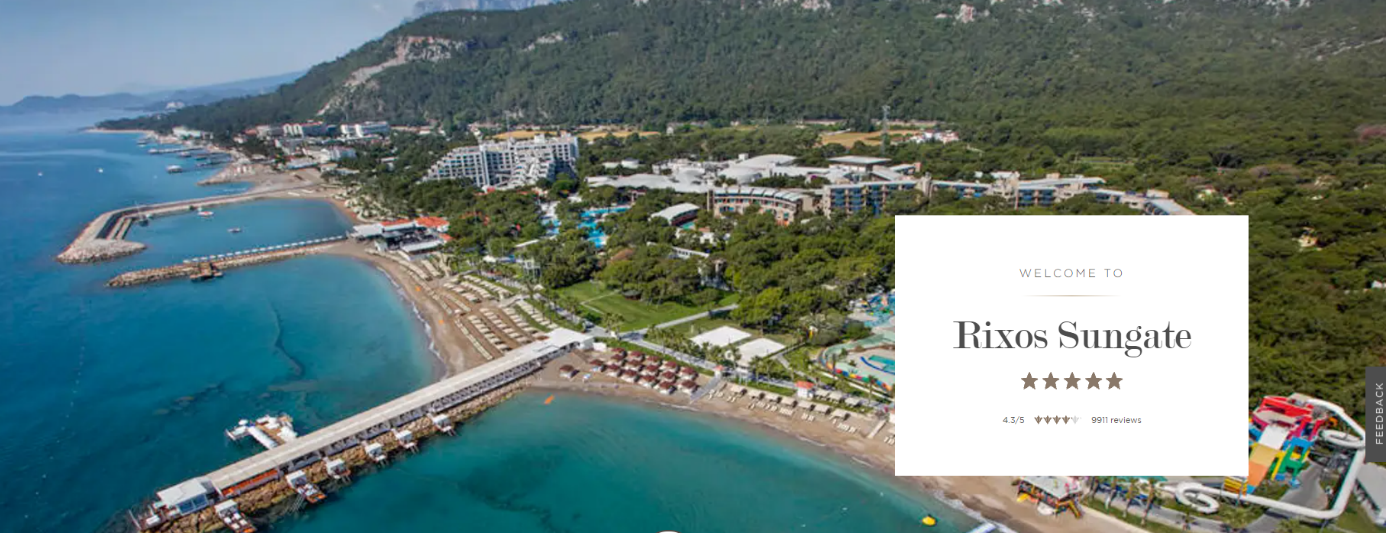 WELCOME TO
Rixos Sungate
4.3/5 9911 reviews
FEEDBACK